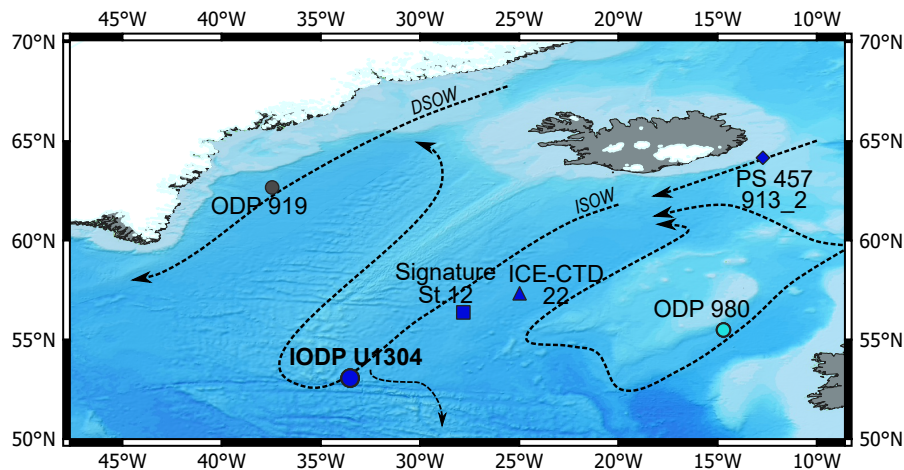 45°W 40°W 35°W 30°W 25°W 20°W 15°W 10°W
70°N 70°N
DSOW
65°N 65°N
PS 457
913_2
ODP 919
ISOW
60°N 60°N
Signature
St.12
ICE-CTD
22
ODP 980
55°N 55°N
IODP U1304
50°N 50°N
45°W 40°W 35°W 30°W 25°W 20°W 15°W 10°W